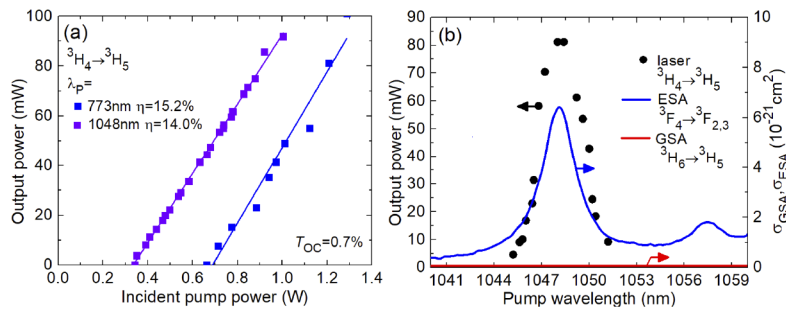 (a)
³H₄→³H₅
λP=
773nm η=15.2%
1048nm η=14.0%
TOC=0.7%
Output power (mW)
100
80
60
40
20
0
0.0 0.2 0.4 0.6 0.8 1.0 1.2 1.4
Incident pump power (W)
(b)
laser
³H₄→³H₅
ESA
³F₄→³F₂,₃
GSA
³H₆→³H₅
Output power (mW)
90
80
70
60
50
40
30
20
10
0
10
8
6
4
2
0
σGSA,σESA (10⁻²¹cm²)
1041 1044 1047 1050 1053 1056 1059
Pump wavelength (nm)